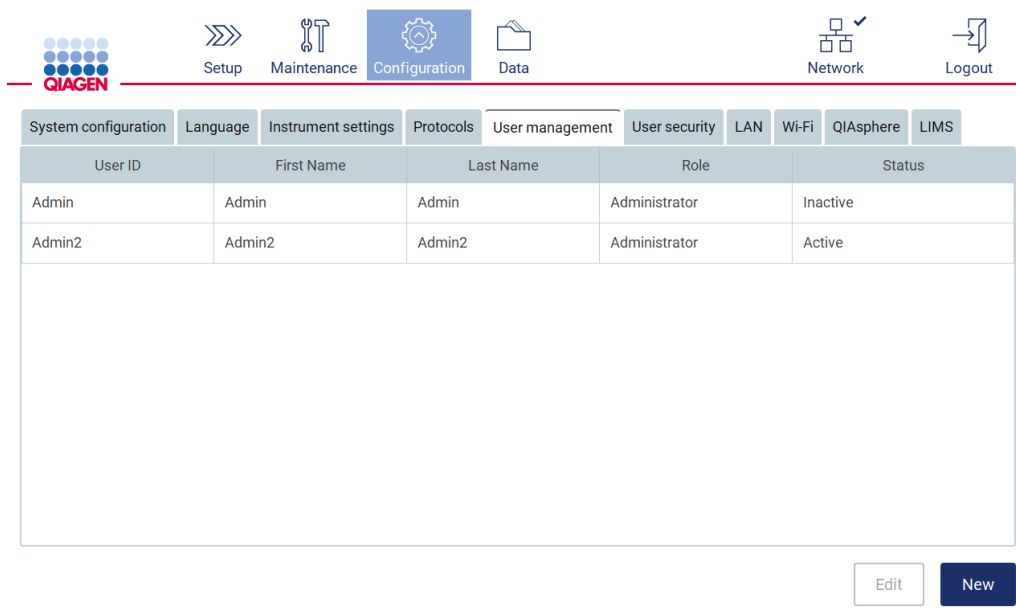 Setup Maintenance Configuration Data Network Logout
QIAGEN
System configuration Language Instrument settings Protocols User management User security LAN Wi-Fi QIAsphere LIMS
User ID First Name Last Name Role Status
Admin Admin Admin Administrator Inactive
Admin2 Admin2 Admin2 Administrator Active
Edit New